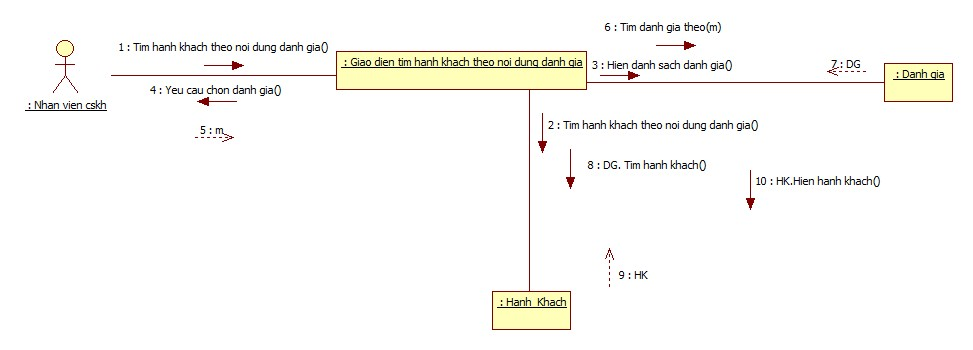 6 : Tim danh gia theo(m)
1 : Tim hanh khach theo noi dung danh gia()
: Giao dien tim hanh khach theo noi dung danh gia
3 : Hien danh sach danh gia()
7 : DG
: Danh gia
4 : Yeu cau chon danh gia()
: Nhan vien cskh
5 : m
2 : Tim hanh khach theo noi dung danh gia()
8 : DG. Tim hanh khach()
10 : HK.Hien hanh khach()
9 : HK
: Hanh_Khach